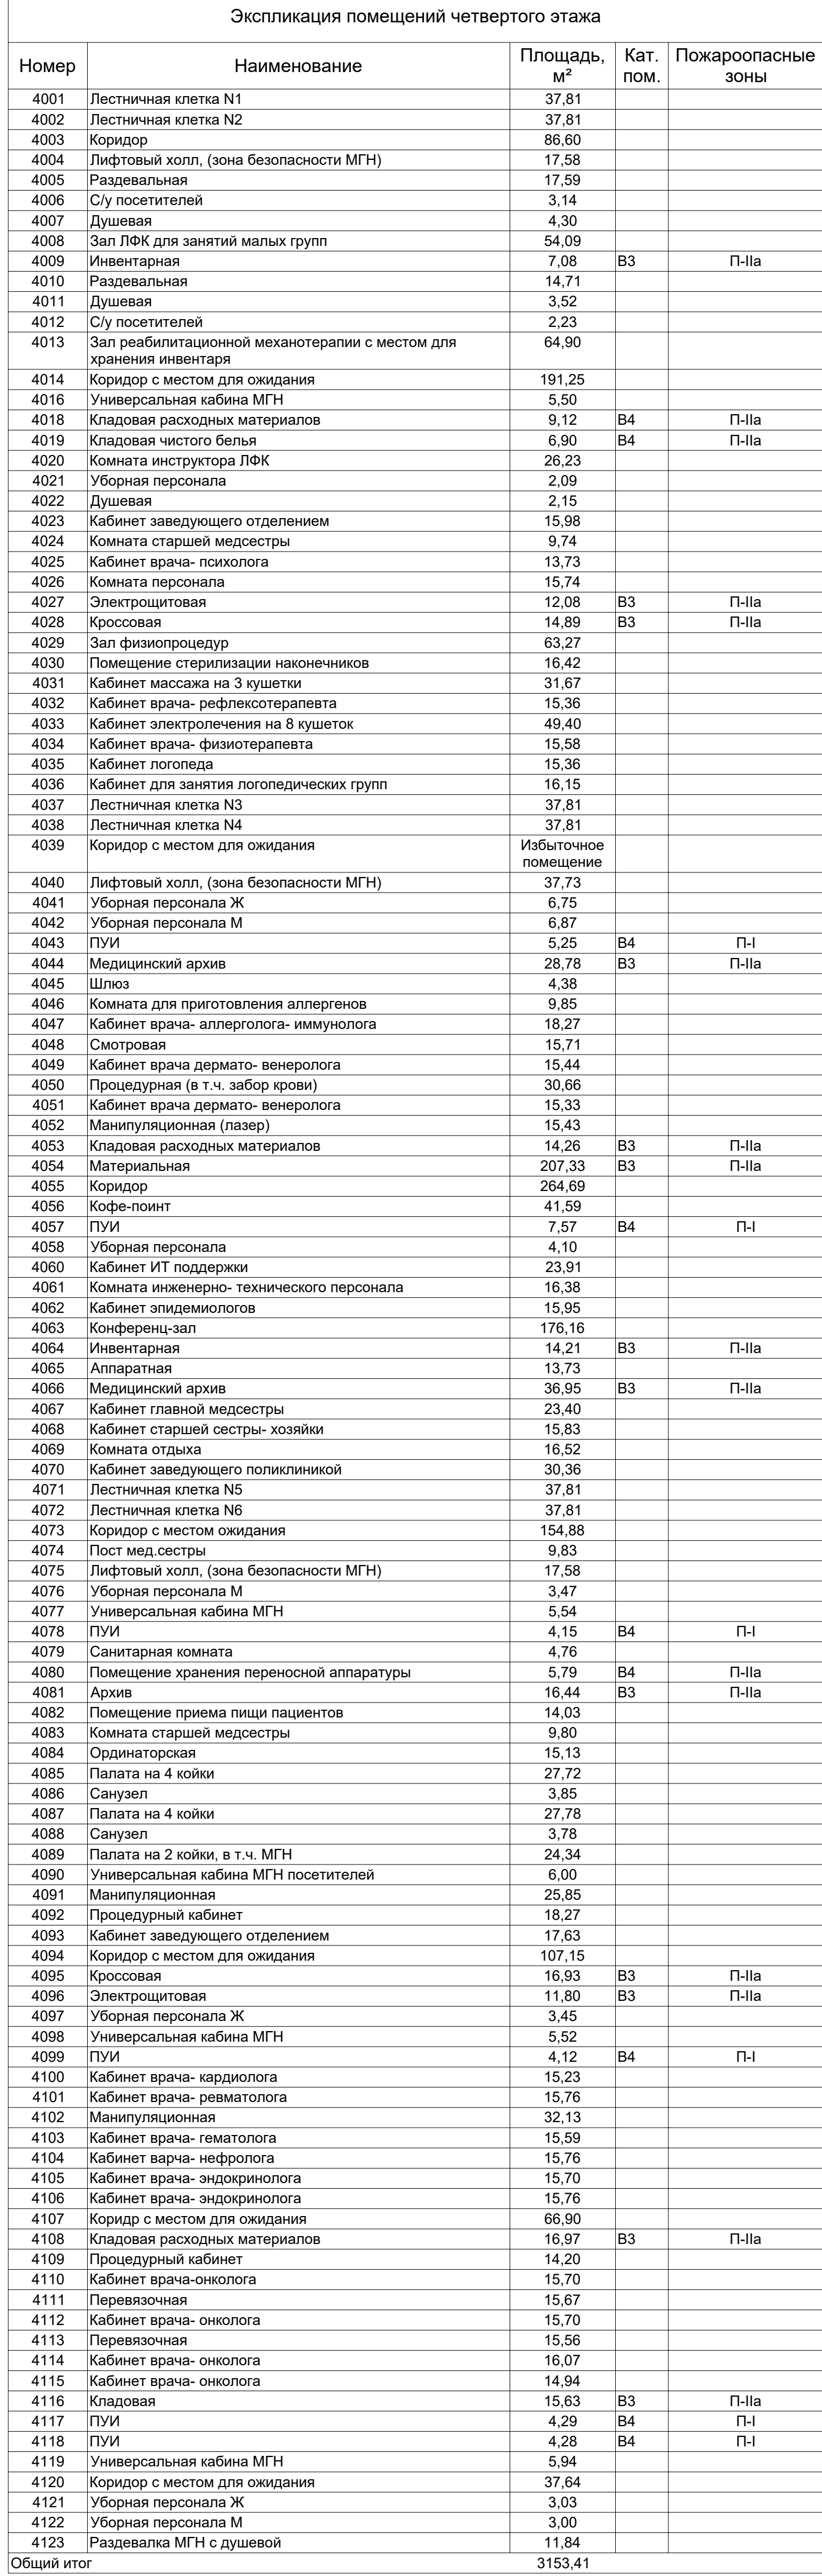 Экспликация помещений четвертого этажа
Номер Наименование Площадь, м² Кат. пом. Пожароопасные зоны
4001 Лестничная клетка N1 37,81
4002 Лестничная клетка N2 37,81
4003 Коридор 86,60
4004 Лифтовый холл, (зона безопасности МГН) 17,58
4005 Раздевальная 17,59
4006 С/у посетителей 3,14
4007 Душевая 4,30
4008 Зал ЛФК для занятий малых групп 54,09
4009 Инвентарная 7,08 В3 П-IIа
4010 Раздевальная 14,71
4011 Душевая 3,52
4012 С/у посетителей 2,23
4013 Зал реабилитационной механотерапии с местом для 64,90
хранения инвентаря
4014 Коридор с местом для ожидания 191,25
4016 Универсальная кабина МГН 5,50
4018 Кладовая расходных материалов 9,12 В4 П-IIа
4019 Кладовая чистого белья 6,90 В4 П-IIа
4020 Комната инструктора ЛФК 26,23
4021 Уборная персонала 2,09
4022 Душевая 2,15
4023 Кабинет заведующего отделением 15,98
4024 Комната старшей медсестры 9,74
4025 Кабинет врача- психолога 13,73
4026 Комната персонала 15,74
4027 Электрощитовая 12,08 В3 П-IIа
4028 Кроссовая 14,89 В3 П-IIа
4029 Зал физиопроцедур 63,27
4030 Помещение стерилизации наконечников 16,42
4031 Кабинет массажа на 3 кушетки 31,67
4032 Кабинет врача- рефлексотерапевта 15,36
4033 Кабинет электролечения на 8 кушеток 49,40
4034 Кабинет врача- физиотерапевта 15,58
4035 Кабинет логопеда 15,36
4036 Кабинет для занятия логопедических групп 16,15
4037 Лестничная клетка N3 37,81
4038 Лестничная клетка N4 37,81
4039 Коридор с местом для ожидания Избыточное
помещение
4040 Лифтовый холл, (зона безопасности МГН) 37,73
4041 Уборная персонала Ж 6,75
4042 Уборная персонала М 6,87
4043 ПУИ 5,25 В4 П-I
4044 Медицинский архив 28,78 В3 П-IIа
4045 Шлюз 4,38
4046 Комната для приготовления аллергенов 9,85
4047 Кабинет врача- аллерголога- иммунолога 18,27
4048 Смотровая 15,71
4049 Кабинет врача дермато- венеролога 15,44
4050 Процедурная (в т.ч. забор крови) 30,66
4051 Кабинет врача дермато- венеролога 15,33
4052 Манипуляционная (лазер) 15,43
4053 Кладовая расходных материалов 14,26 В3 П-IIа
4054 Материальная 207,33 В3 П-IIа
4055 Коридор 264,69
4056 Кофе-поинт 41,59
4057 ПУИ 7,57 В4 П-I
4058 Уборная персонала 4,10
4060 Кабинет ИТ поддержки 23,91
4061 Комната инженерно- технического персонала 16,38
4062 Кабинет эпидемиологов 15,95
4063 Конференц-зал 176,16
4064 Инвентарная 14,21 В3 П-IIа
4065 Аппаратная 13,73
4066 Медицинский архив 36,95 В3 П-IIа
4067 Кабинет главной медсестры 23,40
4068 Кабинет старшей сестры- хозяйки 15,83
4069 Комната отдыха 16,52
4070 Кабинет заведующего поликлиникой 30,36
4071 Лестничная клетка N5 37,81
4072 Лестничная клетка N6 37,81
4073 Коридор с местом ожидания 154,88
4074 Пост мед.сестры 9,83
4075 Лифтовый холл, (зона безопасности МГН) 17,58
4076 Уборная персонала М 3,47
4077 Универсальная кабина МГН 5,54
4078 ПУИ 4,15 В4 П-I
4079 Санитарная комната 4,76
4080 Помещение хранения переносной аппаратуры 5,79 В4 П-IIа
4081 Архив 16,44 В3 П-IIа
4082 Помещение приема пищи пациентов 14,03
4083 Комната старшей медсестры 9,80
4084 Ординаторская 15,13
4085 Палата на 4 койки 27,72
4086 Санузел 3,85
4087 Палата на 4 койки 27,78
4088 Санузел 3,78
4089 Палата на 2 койки, в т.ч. МГН 24,34
4090 Универсальная кабина МГН посетителей 6,00
4091 Манипуляционная 25,85
4092 Процедурный кабинет 18,27
4093 Кабинет заведующего отделением 17,63
4094 Коридор с местом для ожидания 107,15
4095 Кроссовая 16,93 В3 П-IIа
4096 Электрощитовая 11,80 В3 П-IIа
4097 Уборная персонала Ж 3,45
4098 Универсальная кабина МГН 5,52
4099 ПУИ 4,12 В4 П-I
4100 Кабинет врача- кардиолога 15,23
4101 Кабинет врача- ревматолога 15,76
4102 Манипуляционная 32,13
4103 Кабинет врача- гематолога 15,59
4104 Кабинет варча- нефролога 15,76
4105 Кабинет врача- эндокринолога 15,70
4106 Кабинет врача- эндокринолога 15,76
4107 Коридр с местом для ожидания 66,90
4108 Кладовая расходных материалов 16,97 В3 П-IIа
4109 Процедурный кабинет 14,20
4110 Кабинет врача-онколога 15,70
4111 Перевязочная 15,67
4112 Кабинет врача- онколога 15,70
4113 Перевязочная 15,56
4114 Кабинет врача- онколога 16,07
4115 Кабинет врача- онколога 14,94
4116 Кладовая 15,63 В3 П-IIа
4117 ПУИ 4,29 В4 П-I
4118 ПУИ 4,28 В4 П-I
4119 Универсальная кабина МГН 5,94
4120 Коридор с местом для ожидания 37,64
4121 Уборная персонала Ж 3,03
4122 Уборная персонала М 3,00
4123 Раздевалка МГН с душевой 11,84
Общий итог 3153,41